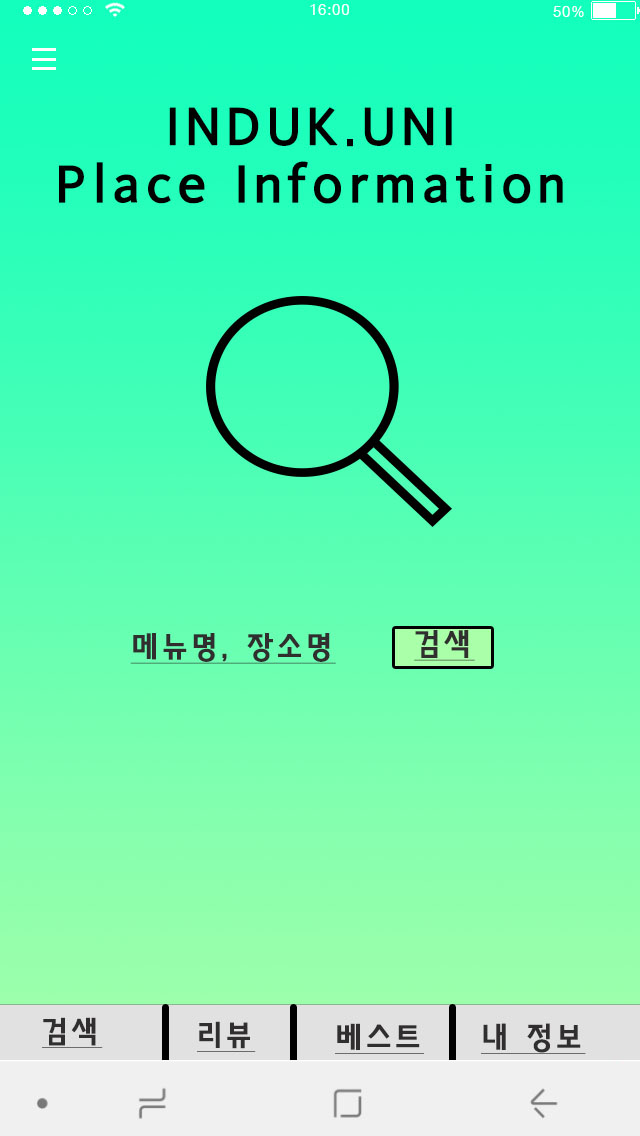 16:00
50%
INDUK.UNI
Place Information
메뉴명, 장소명
검색
검색
리뷰
베스트
내 정보